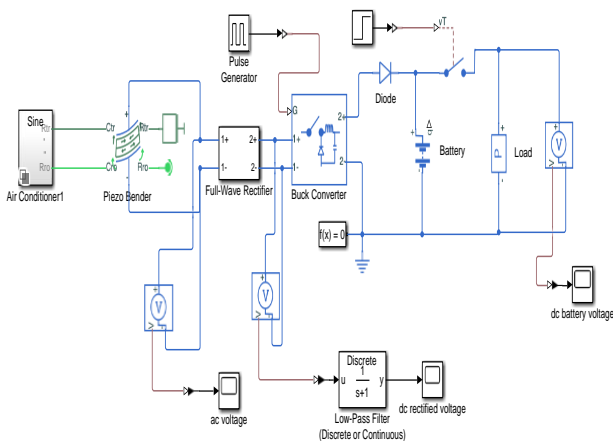 Pulse
Generator
vT
Sine
Rtr
Rro
Air Conditioner1
+
Ctr
Rtr
Cro
Rro
-
Piezo Bender
1+
2+
1-
2-
Full-Wave Rectifier
G
1+
2+
1-
2
Buck Converter
Diode
+
-
Battery
+
P
-
Load
+
V
-
f(x) = 0
+
V
-
ac voltage
+
V
-
Discrete
u
1
s+1
y
Low-Pass Filter
(Discrete or Continuous)
dc rectified voltage
dc battery voltage